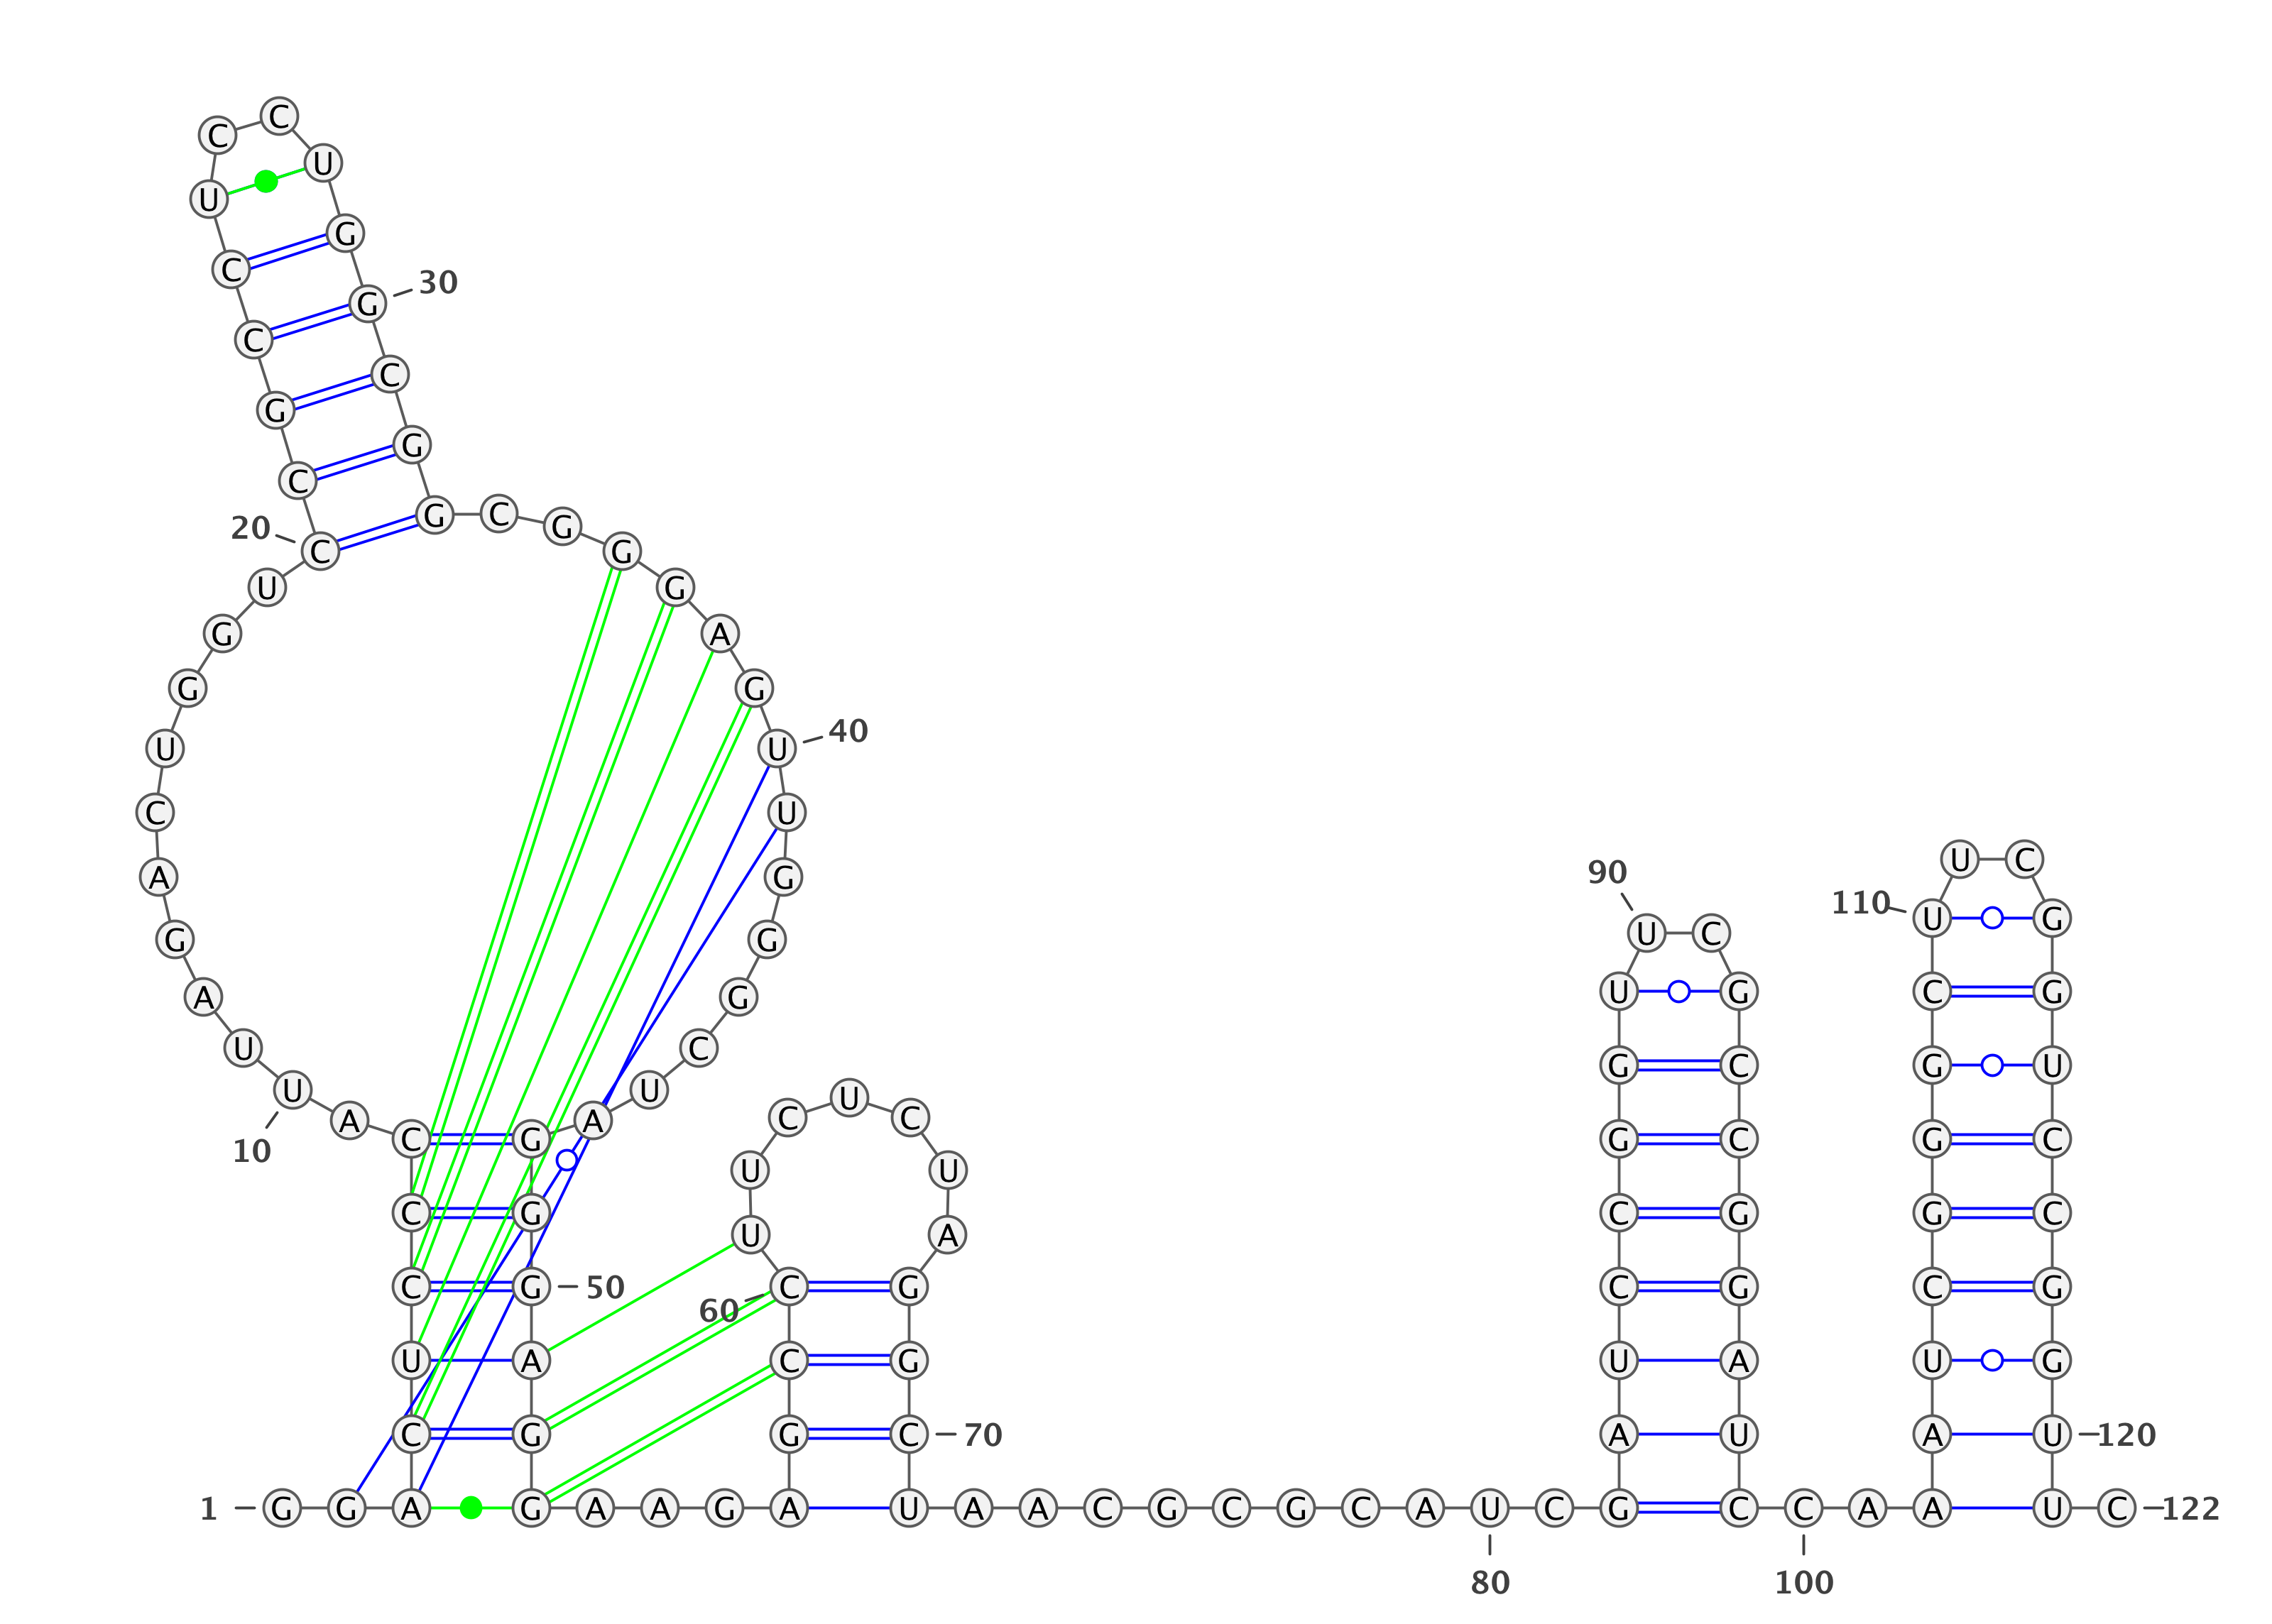 C
C
U
U
G
C
30
G
C
C
G
G
C
G C G
20
C G
U G
G A
G G
40
U U
C U
U C
90
A G
110
U G
U C
G G
U G C G
A G
U C
G C G U
U U
U
C C
A A
C G G C G C
10
U U
C G C G G C
U A
C G 50 C G C G C G
60
U A C G U A U G
C G G C 70 A U A U 120
1 G G A G A A G A U A A C G C G C A U C G C C A A U C 122
80 100